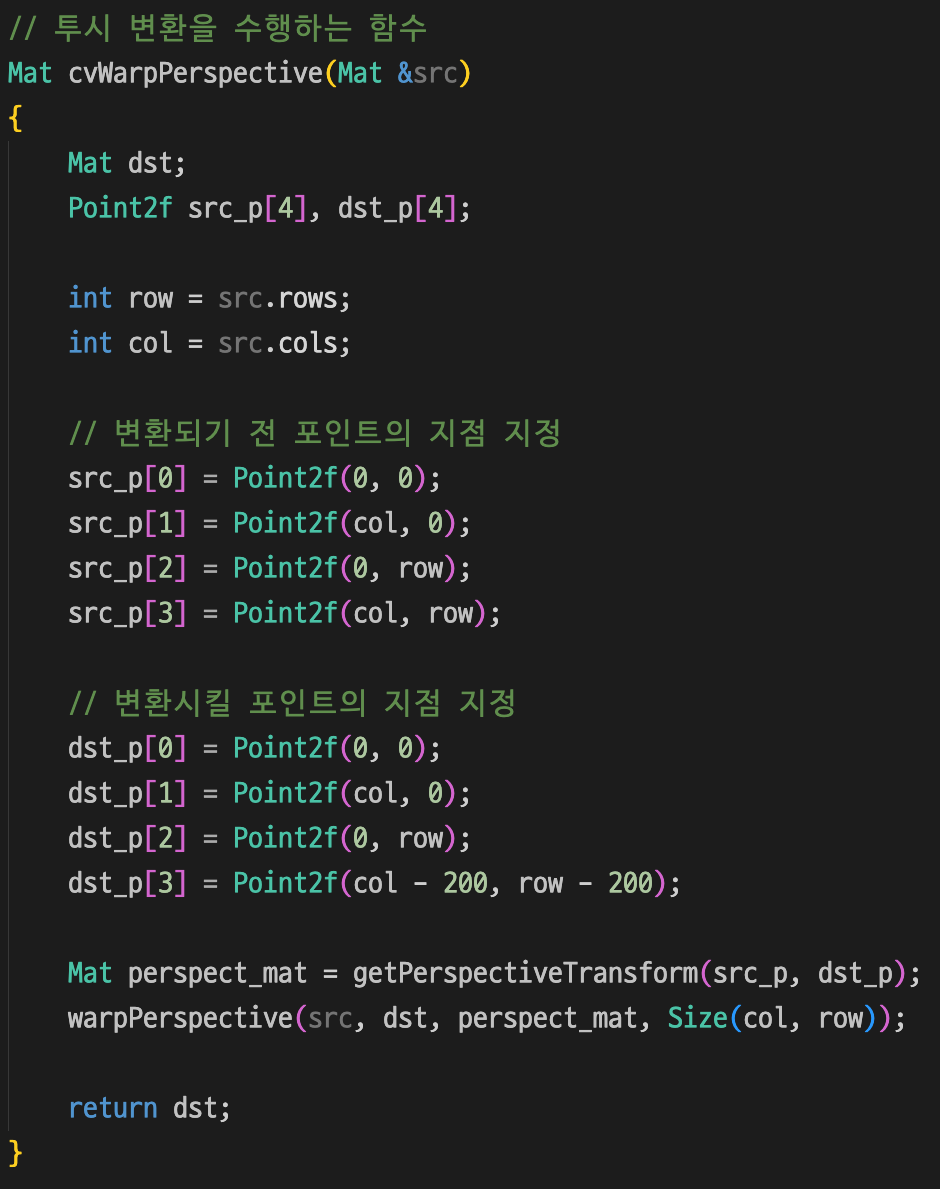 // 투시 변환을 수행하는 함수
Mat cvWarpPerspective(Mat &src)
{
    Mat dst;
    Point2f src_p[4], dst_p[4];

    int row = src.rows;
    int col = src.cols;

    // 변환되기 전 포인트의 지점 지정
    src_p[0] = Point2f(0, 0);
    src_p[1] = Point2f(col, 0);
    src_p[2] = Point2f(0, row);
    src_p[3] = Point2f(col, row);

    // 변환시킬 포인트의 지점 지정
    dst_p[0] = Point2f(0, 0);
    dst_p[1] = Point2f(col, 0);
    dst_p[2] = Point2f(0, row);
    dst_p[3] = Point2f(col - 200, row - 200);

    Mat perspect_mat = getPerspectiveTransform(src_p, dst_p);
    warpPerspective(src, dst, perspect_mat, Size(col, row));

    return dst;
}